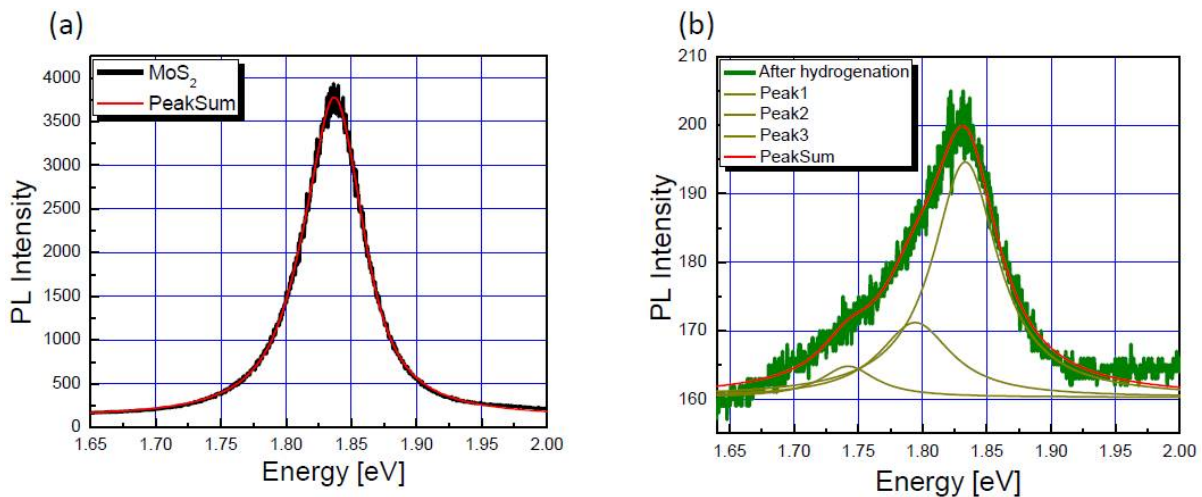 (a)
4000
3500
3000
2500
2000
1500
1000
500
0
PL Intensity
MoS₂
PeakSum
1.65 1.70 1.75 1.80 1.85 1.90 1.95 2.00
Energy [eV]
(b)
210
200
190
180
170
160
PL Intensity
After hydrogenation
Peak1
Peak2
Peak3
PeakSum
1.65 1.70 1.75 1.80 1.85 1.90 1.95 2.00
Energy [eV]